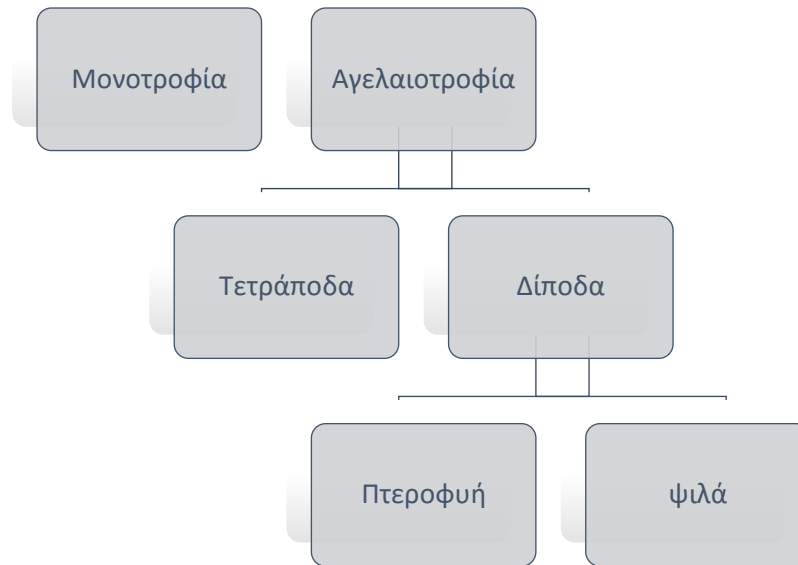 Μονοτροφία
Αγελαιοτροφία
Τετράποδα
Δίποδα
Πτεροφυή
ψιλά